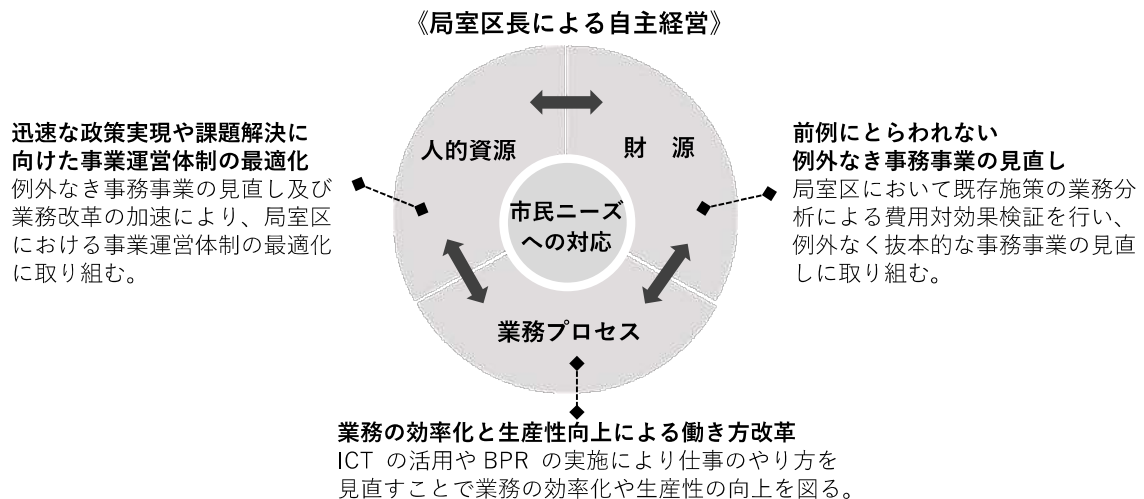 《局室区長による自主経営》
迅速な政策実現や課題解決に
向けた事業運営体制の最適化
例外なき事務事業の見直し及び
業務改革の加速により、局室区
における事業運営体制の最適化
に取り組む。
人的資源
財　源
市民ニーズ
への対応
業務プロセス
前例にとらわれない
例外なき事務事業の見直し
局室区において既存施策の業務分
析による費用対効果検証を行い、
例外なく抜本的な事務事業の見直
しに取り組む。
業務の効率化と生産性向上による働き方改革
ICT の活用や BPR の実施により仕事のやり方を
見直すことで業務の効率化や生産性の向上を図る。